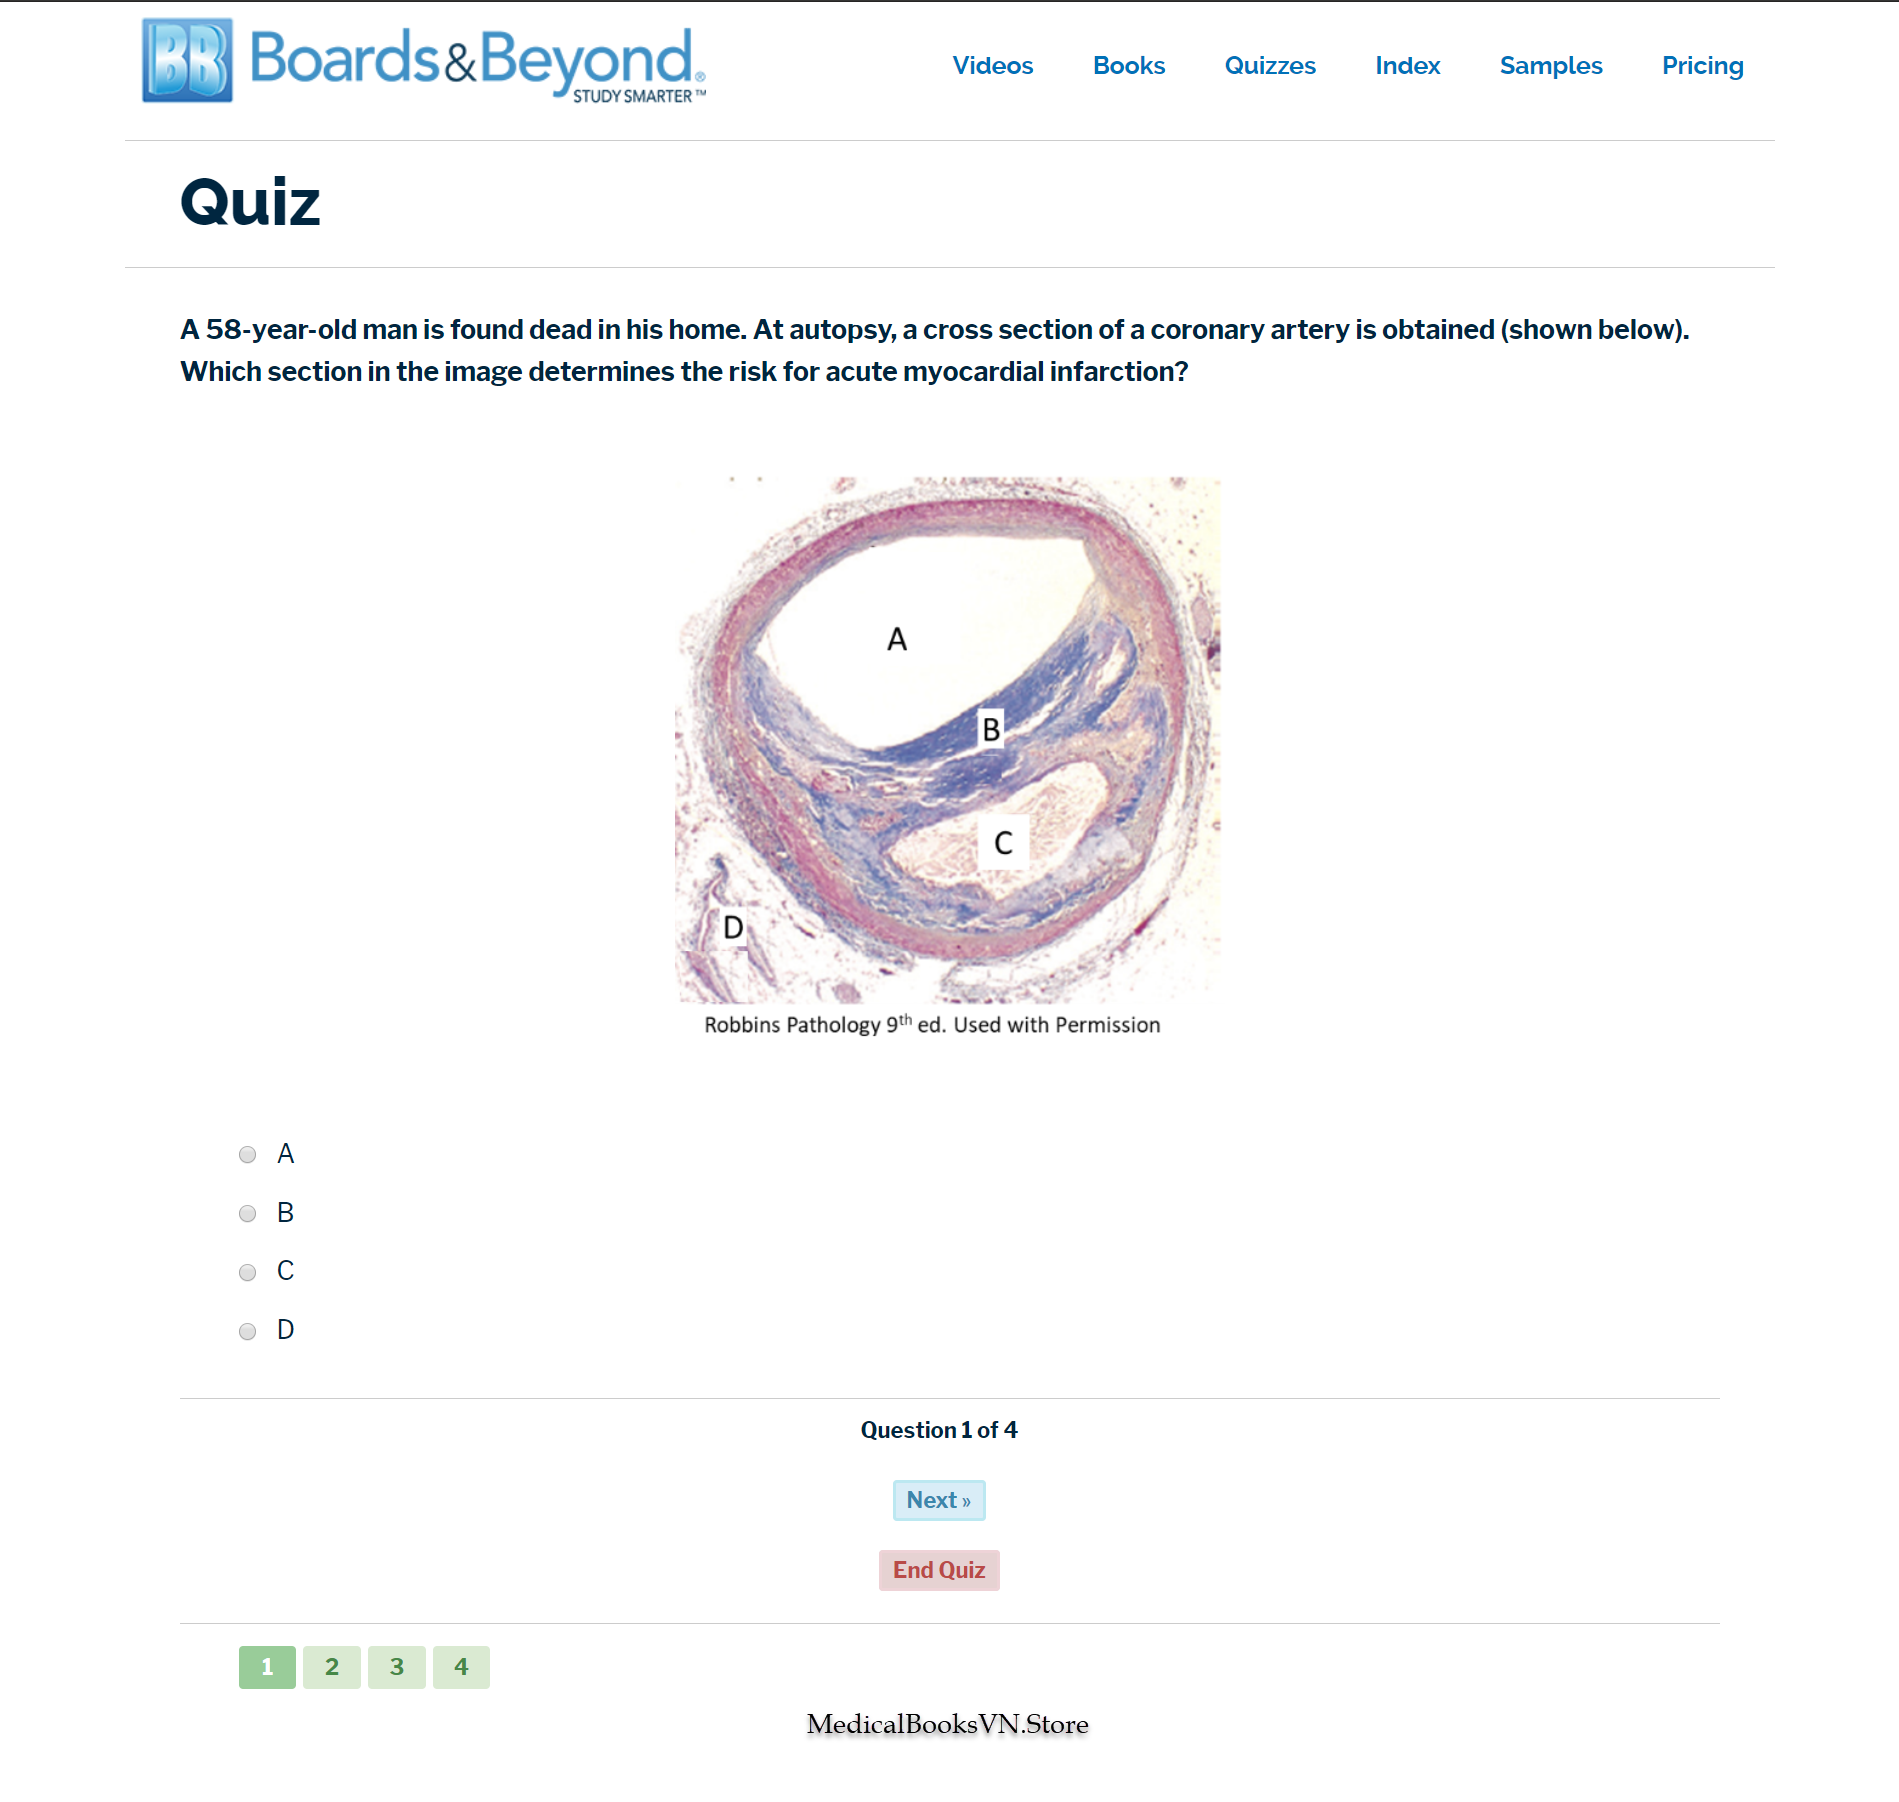 BB Boards&Beyond.®
STUDY SMARTER™
Videos Books Quizzes Index Samples Pricing
Quiz
A 58-year-old man is found dead in his home. At autopsy, a cross section of a coronary artery is obtained (shown below).
Which section in the image determines the risk for acute myocardial infarction?
A
B
C
D
Robbins Pathology 9th ed. Used with Permission
A
B
C
D
Question 1 of 4
Next »
End Quiz
1 2 3 4
MedicalBooksVN.Store